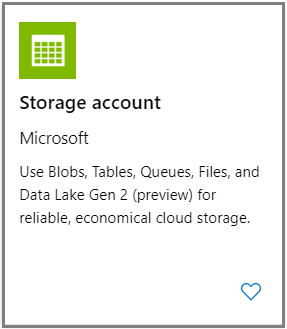 Storage account
Microsoft
Use Blobs, Tables, Queues, Files, and
Data Lake Gen 2 (preview) for
reliable, economical cloud storage.